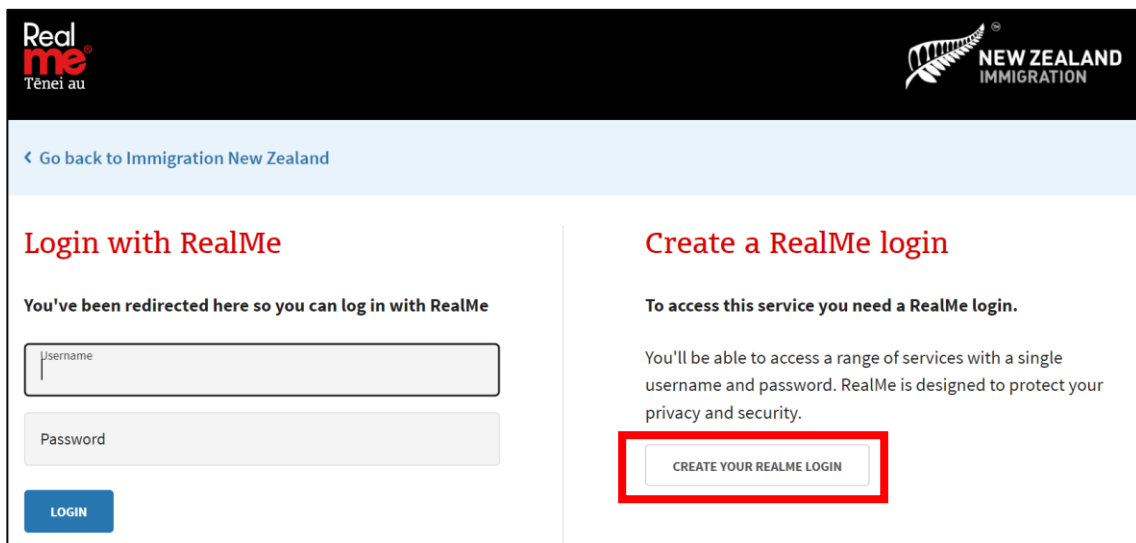 Real
me®
Tēnei au
NEW ZEALAND
IMMIGRATION
Go back to Immigration New Zealand
Login with RealMe
You've been redirected here so you can log in with RealMe
Username
Password
LOGIN
Create a RealMe login
To access this service you need a RealMe login.
You'll be able to access a range of services with a single
username and password. RealMe is designed to protect your
privacy and security.
CREATE YOUR REALME LOGIN